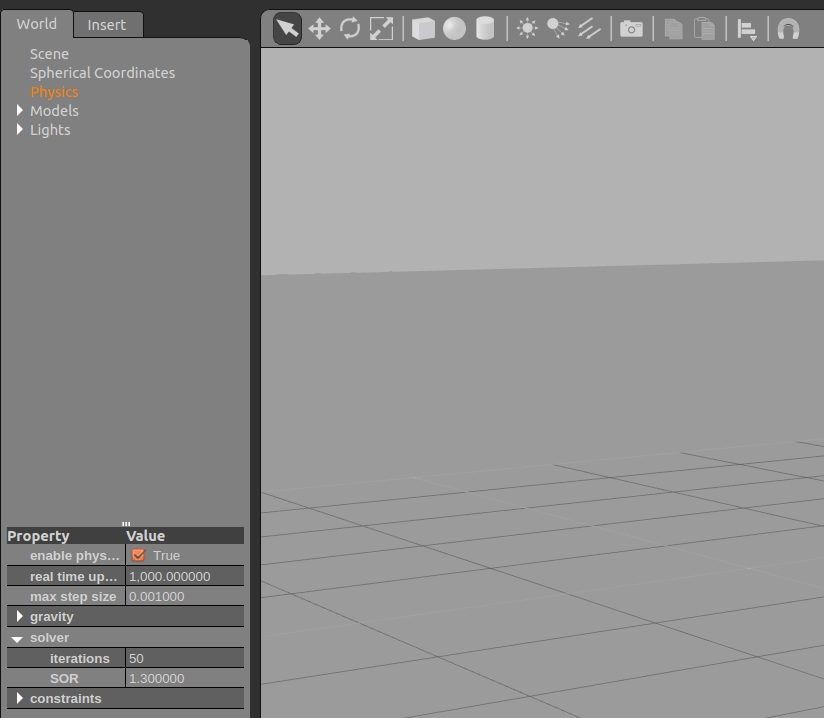 World Insert
Scene
Spherical Coordinates
Physics
Models
Lights
Property Value
enable phys... True
real time up... 1,000.000000
max step size 0.001000
gravity
solver
iterations 50
SOR 1.300000
constraints